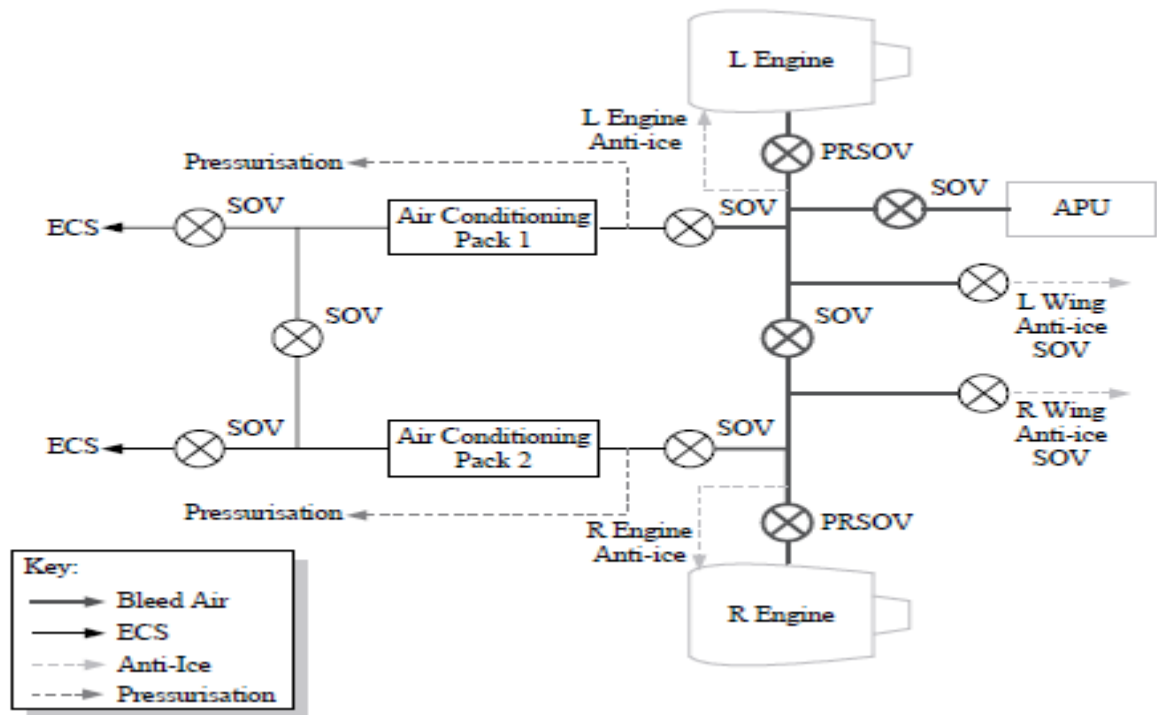 L Engine
L Engine
Anti-ice
PRSOV
Pressurisation
SOV
APU
SOV
ECS
Air Conditioning
Pack 1
SOV
L Wing
Anti-ice
SOV
SOV
SOV
R Wing
Anti-ice
SOV
SOV
ECS
Air Conditioning
Pack 2
SOV
Pressurisation
R Engine
Anti-ice
PRSOV
R Engine
Key:
Bleed Air
ECS
Anti-Ice
Pressurisation